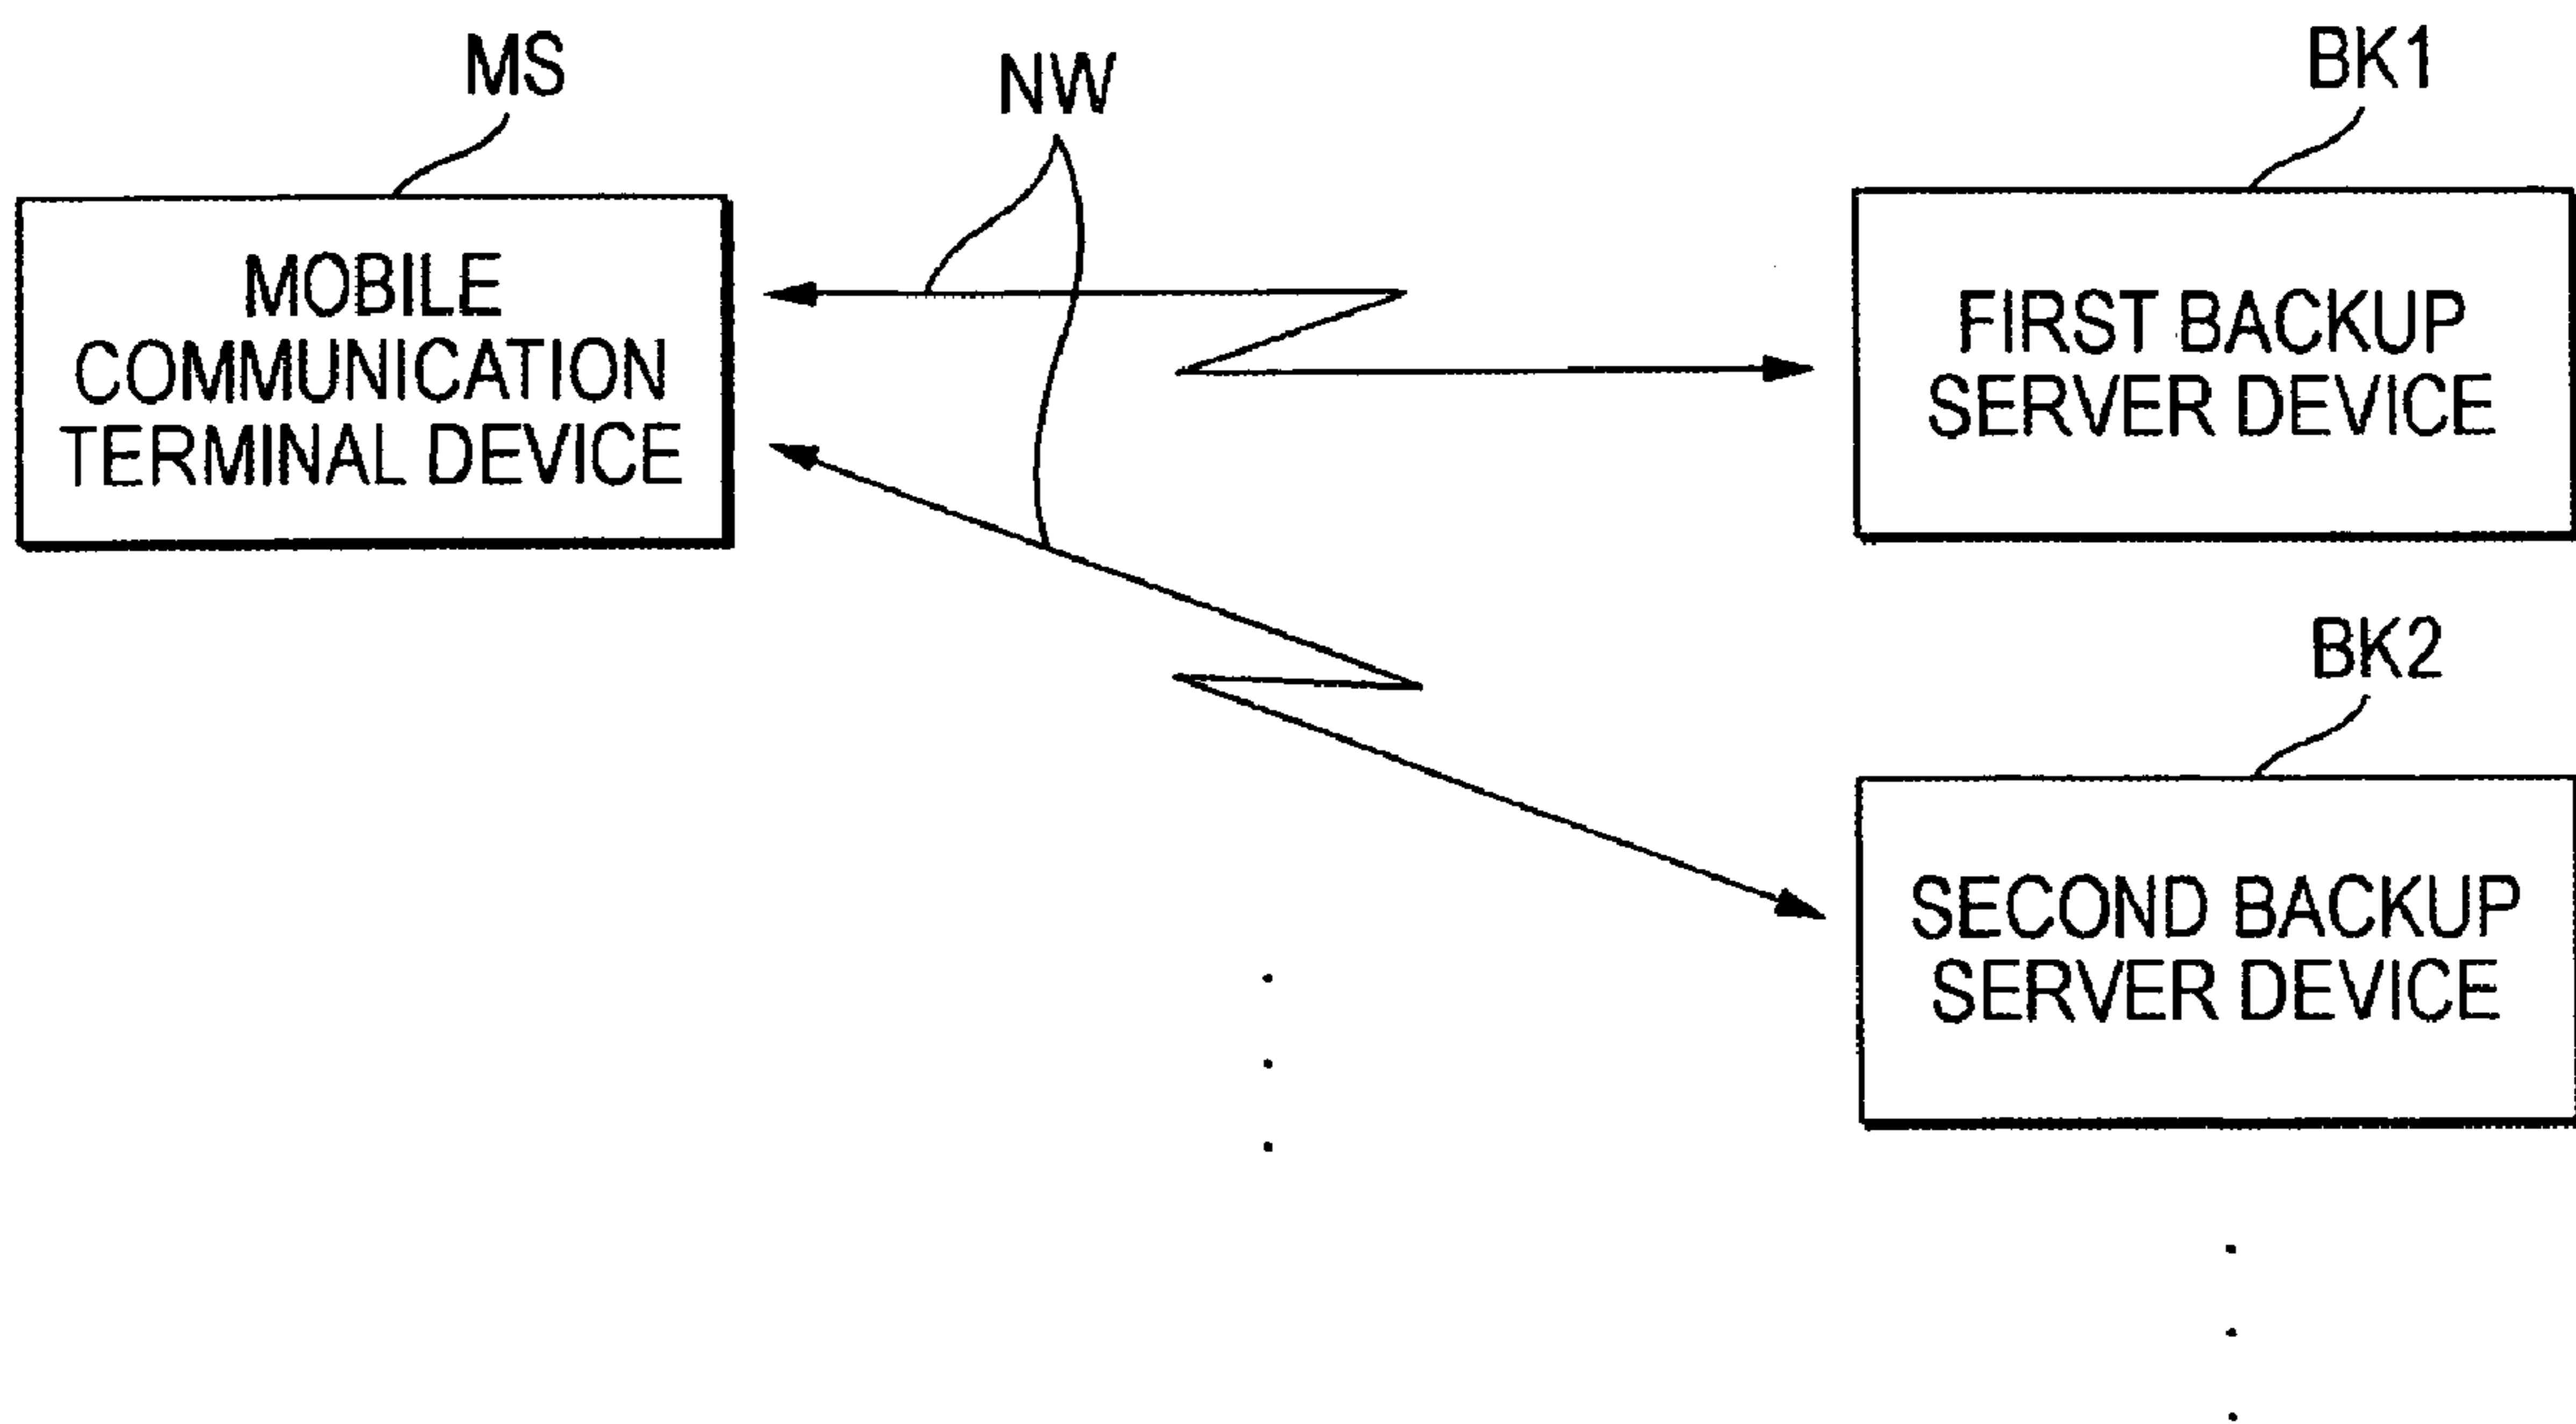 MS
NW
BK1
MOBILE
COMMUNICATION
TERMINAL DEVICE
FIRST BACKUP
SERVER DEVICE
BK2
SECOND BACKUP
SERVER DEVICE